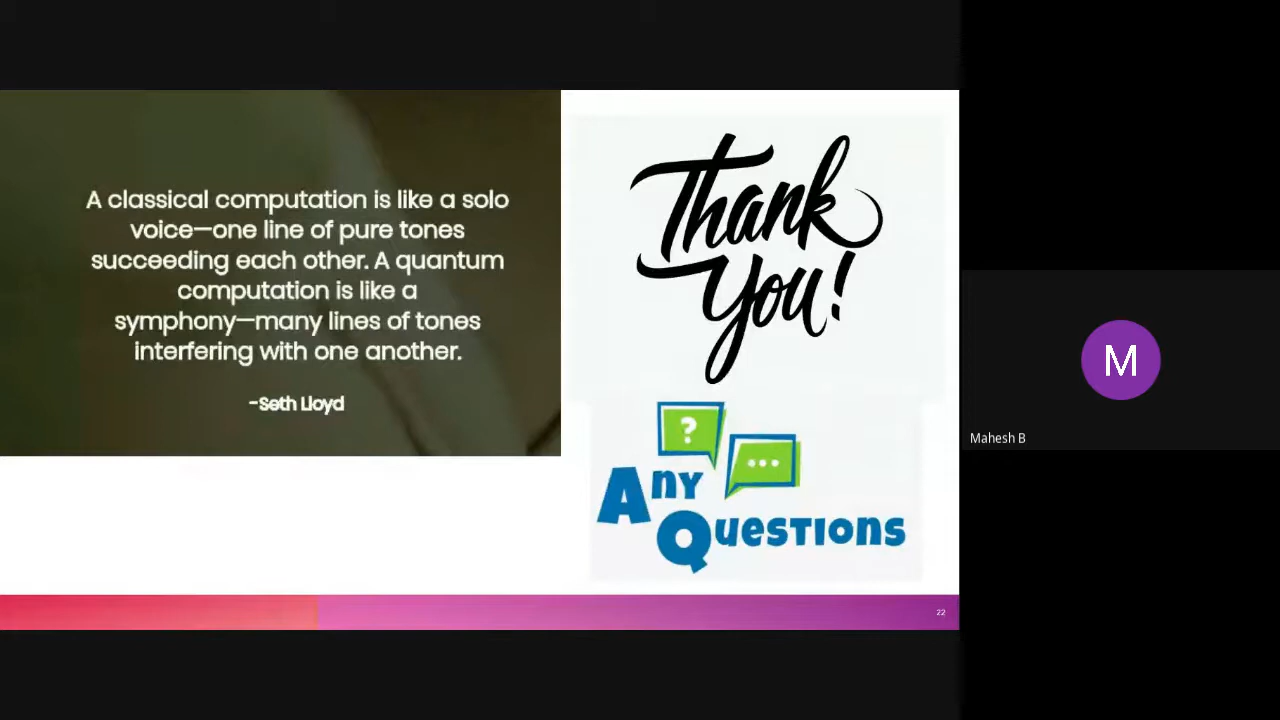 A classical computation is like a solo
voice—one line of pure tones
succeeding each other. A quantum
computation is like a
symphony—many lines of tones
interfering with one another.
-Seth Lloyd
Thank
You!
?
Any
Questions
22
M
Mahesh B